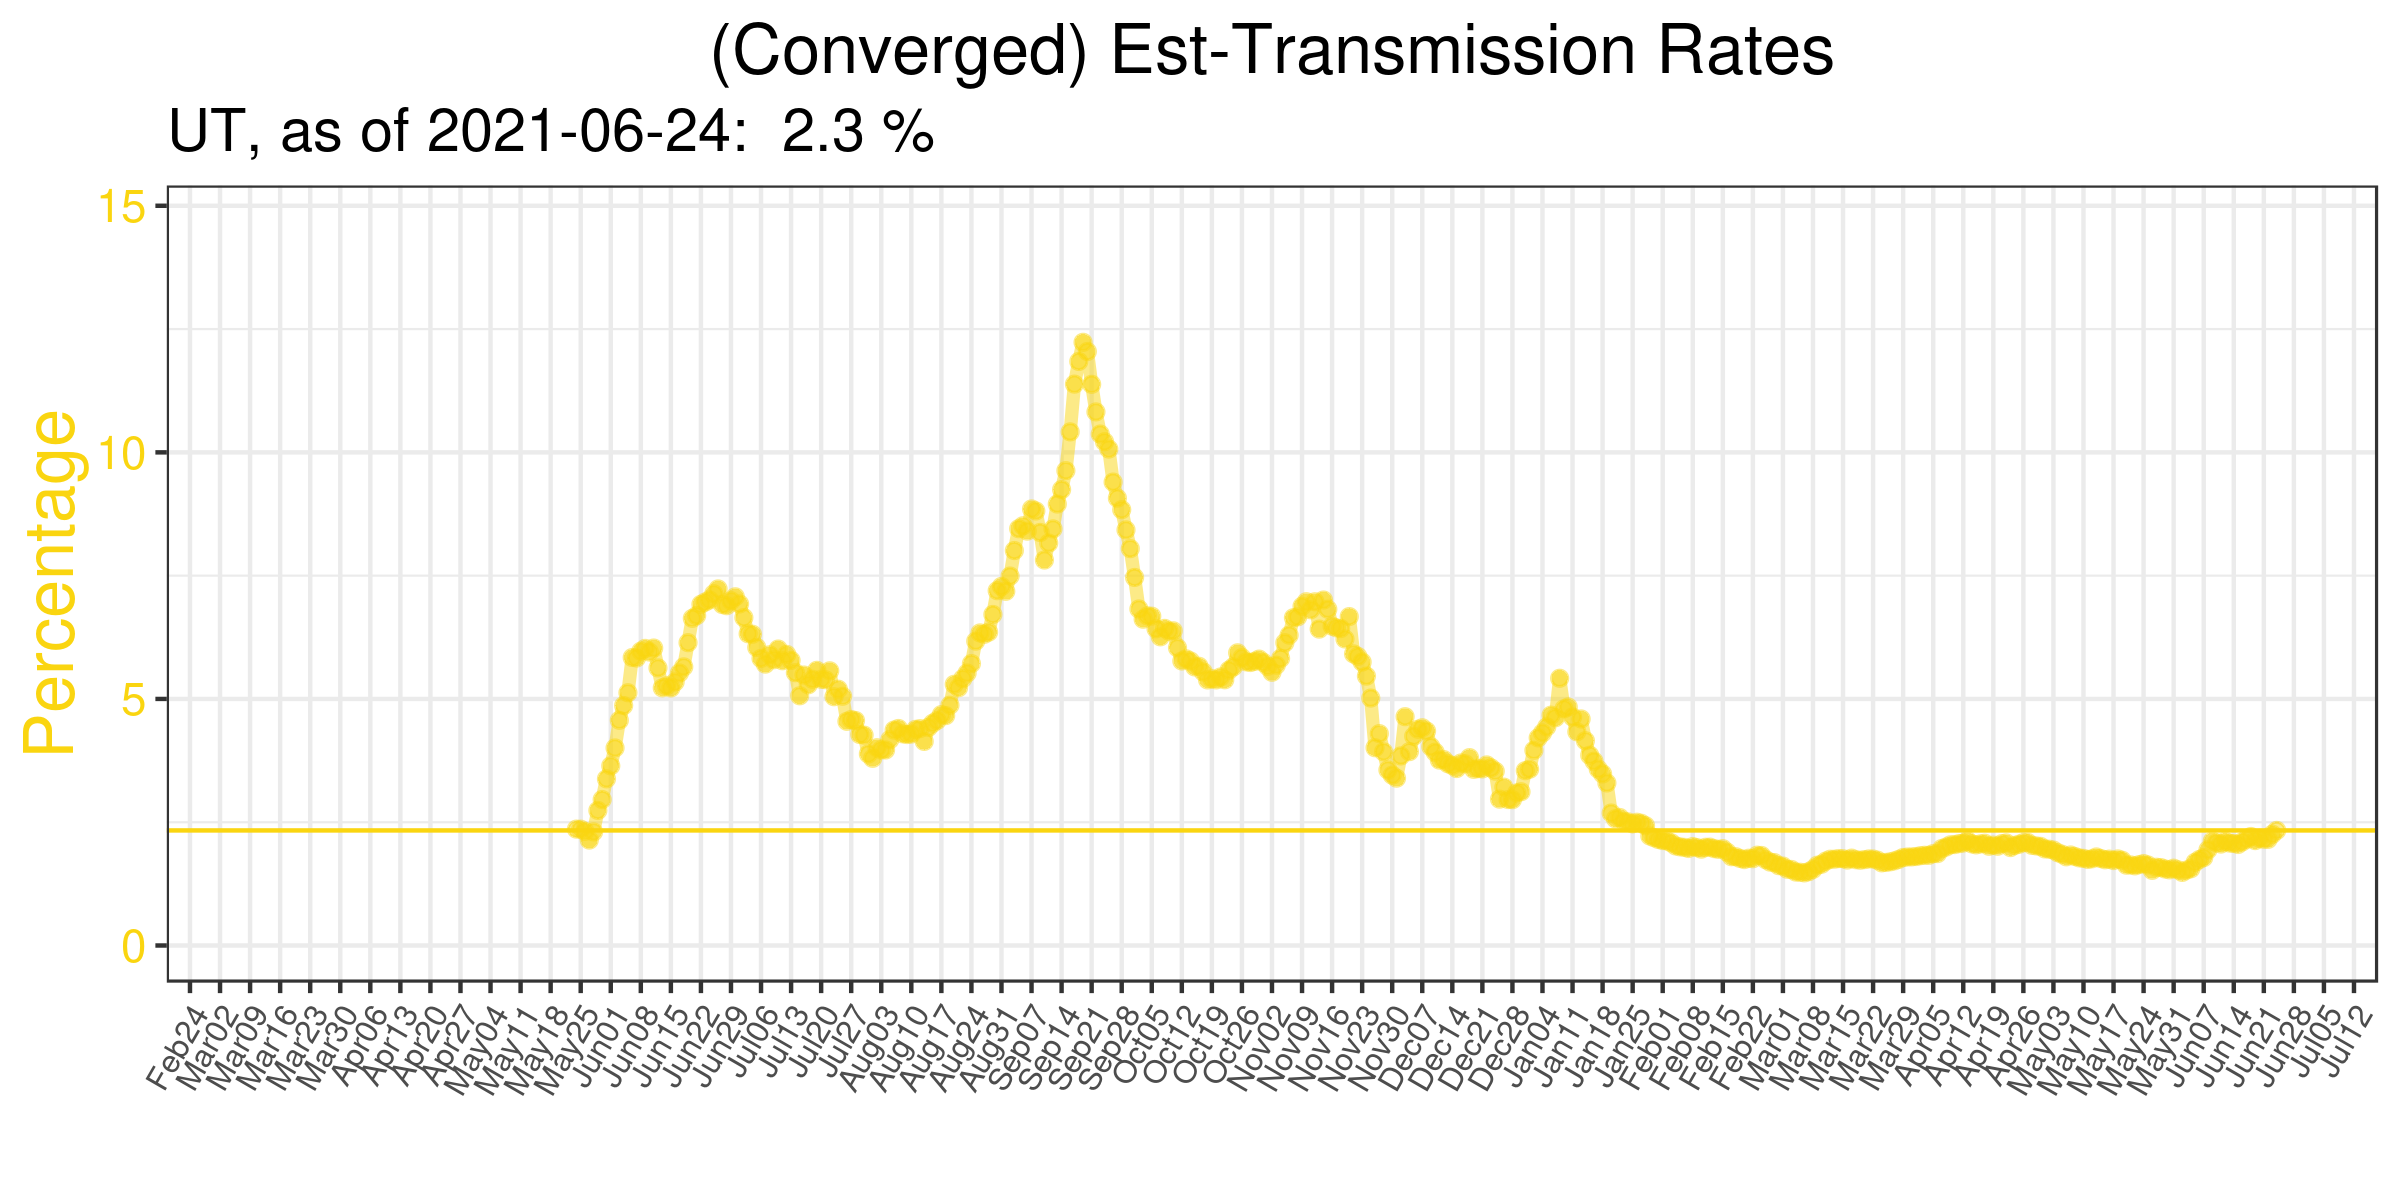 (Converged) Est-Transmission Rates
UT, as of 2021-06-24:  2.3 %
Percentage
15
10
5
0
Feb24
Mar02
Mar09
Mar16
Mar23
Mar30
Apr06
Apr13
Apr20
Apr27
May04
May11
May18
May25
Jun01
Jun08
Jun15
Jun22
Jun29
Jul06
Jul13
Jul20
Jul27
Aug03
Aug10
Aug17
Aug24
Aug31
Sep07
Sep14
Sep21
Sep28
Oct05
Oct12
Oct19
Oct26
Nov02
Nov09
Nov16
Nov23
Nov30
Dec07
Dec14
Dec21
Dec28
Jan04
Jan11
Jan18
Jan25
Feb01
Feb08
Feb15
Feb22
Mar01
Mar08
Mar15
Mar22
Mar29
Apr05
Apr12
Apr19
Apr26
May03
May10
May17
May24
May31
Jun07
Jun14
Jun21
Jun28
Jul05
Jul12